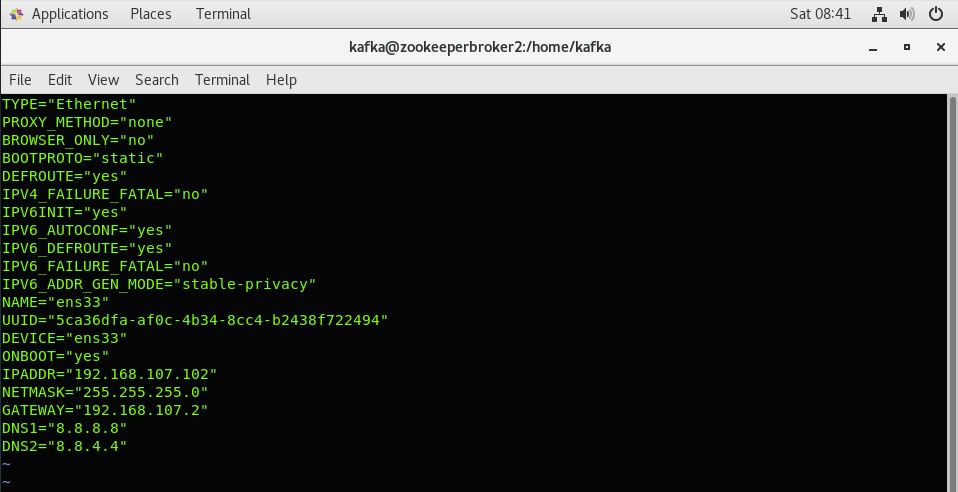 Applications Places Terminal Sat 08:41
kafka@zookeeperbroker2:/home/kafka
File Edit View Search Terminal Help
TYPE="Ethernet"
PROXY_METHOD="none"
BROWSER_ONLY="no"
BOOTPROTO="static"
DEFROUTE="yes"
IPV4_FAILURE_FATAL="no"
IPV6INIT="yes"
IPV6_AUTOCONF="yes"
IPV6_DEFROUTE="yes"
IPV6_FAILURE_FATAL="no"
IPV6_ADDR_GEN_MODE="stable-privacy"
NAME="ens33"
UUID="5ca36dfa-af0c-4b34-8cc4-b2438f722494"
DEVICE="ens33"
ONBOOT="yes"
IPADDR="192.168.107.102"
NETMASK="255.255.255.0"
GATEWAY="192.168.107.2"
DNS1="8.8.8.8"
DNS2="8.8.4.4"
~
~